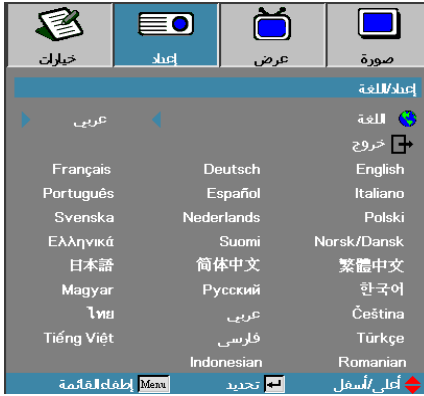 صورة عرض إعداد خيارات
إعداد/اللغة
اللغة عربي
خروج
English Deutsch Français
Italiano Español Português
Polski Nederlands Svenska
Norsk/Dansk Suomi Ελληνικά
繁體中文 简体中文 日本語
한국어 Русский Magyar
Čeština عربي ไทย
Türkçe فارسی Tiếng Việt
Romanian Indonesian
أعلى/أسفل تحديد Menu إطفاء القائمة